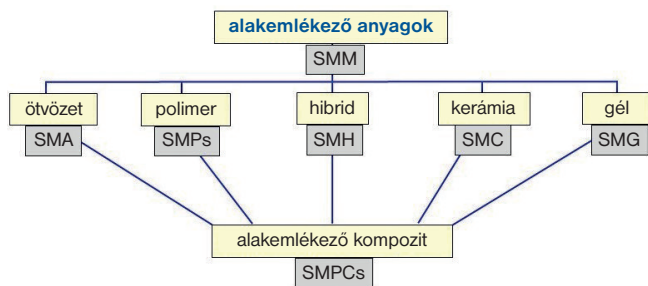 alakemlékező anyagok
SMM
ötvözet polimer hibrid kerámia gél
SMA SMPs SMH SMC SMG
alakemlékező kompozit
SMPCs